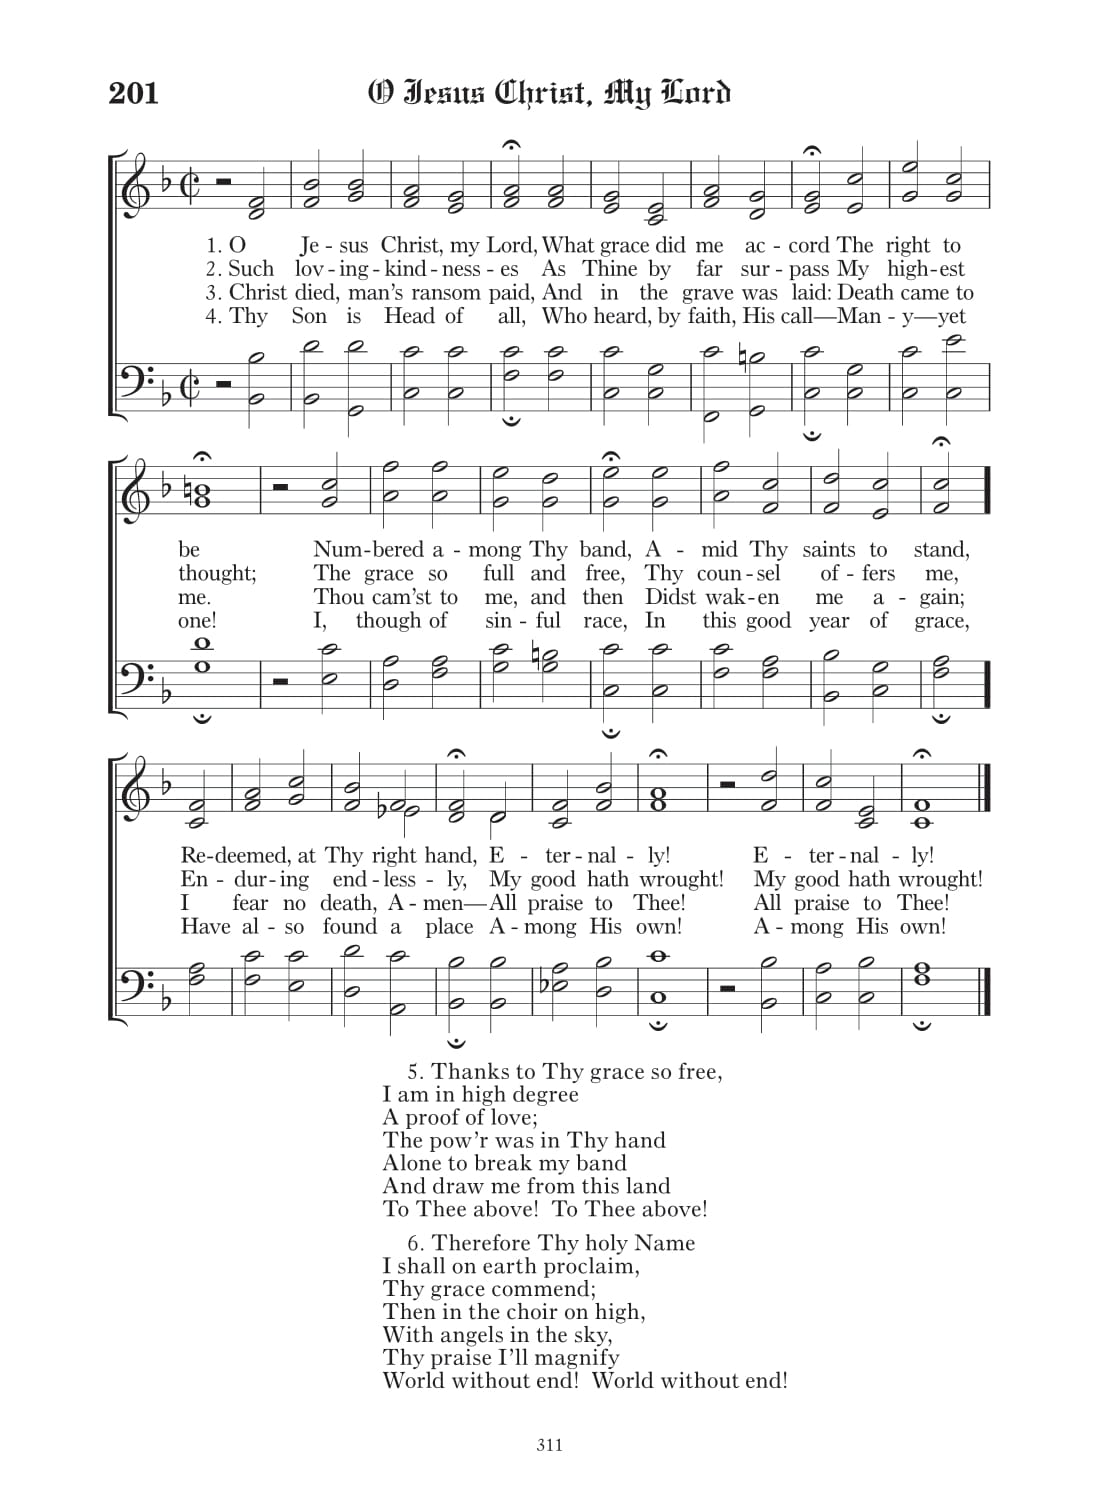 201 O Jesus Christ, My Lord
1. O Je - sus Christ, my Lord, What grace did me ac - cord The right to
2. Such lov - ing - kind - ness - es As Thine by far sur - pass My high - est
3. Christ died, man's ransom paid, And in the grave was laid: Death came to
4. Thy Son is Head of all, Who heard, by faith, His call—Man - y—yet
be Num - bered a - mong Thy band, A - mid Thy saints to stand,
thought; The grace so full and free, Thy coun - sel of - fers me,
me. Thou cam'st to me, and then Didst wak - en me a - gain;
one! I, though of sin - ful race, In this good year of grace,
Re-deemed, at Thy right hand, E - ter - nal - ly! E - ter - nal - ly!
En - dur - ing end - less - ly, My good hath wrought! My good hath wrought!
I fear no death, A - men—All praise to Thee! All praise to Thee!
Have al - so found a place A - mong His own! A - mong His own!
5. Thanks to Thy grace so free,
I am in high degree
A proof of love;
The pow'r was in Thy hand
Alone to break my band
And draw me from this land
To Thee above! To Thee above!
6. Therefore Thy holy Name
I shall on earth proclaim,
Thy grace commend;
Then in the choir on high,
With angels in the sky,
Thy praise I'll magnify
World without end! World without end!
311